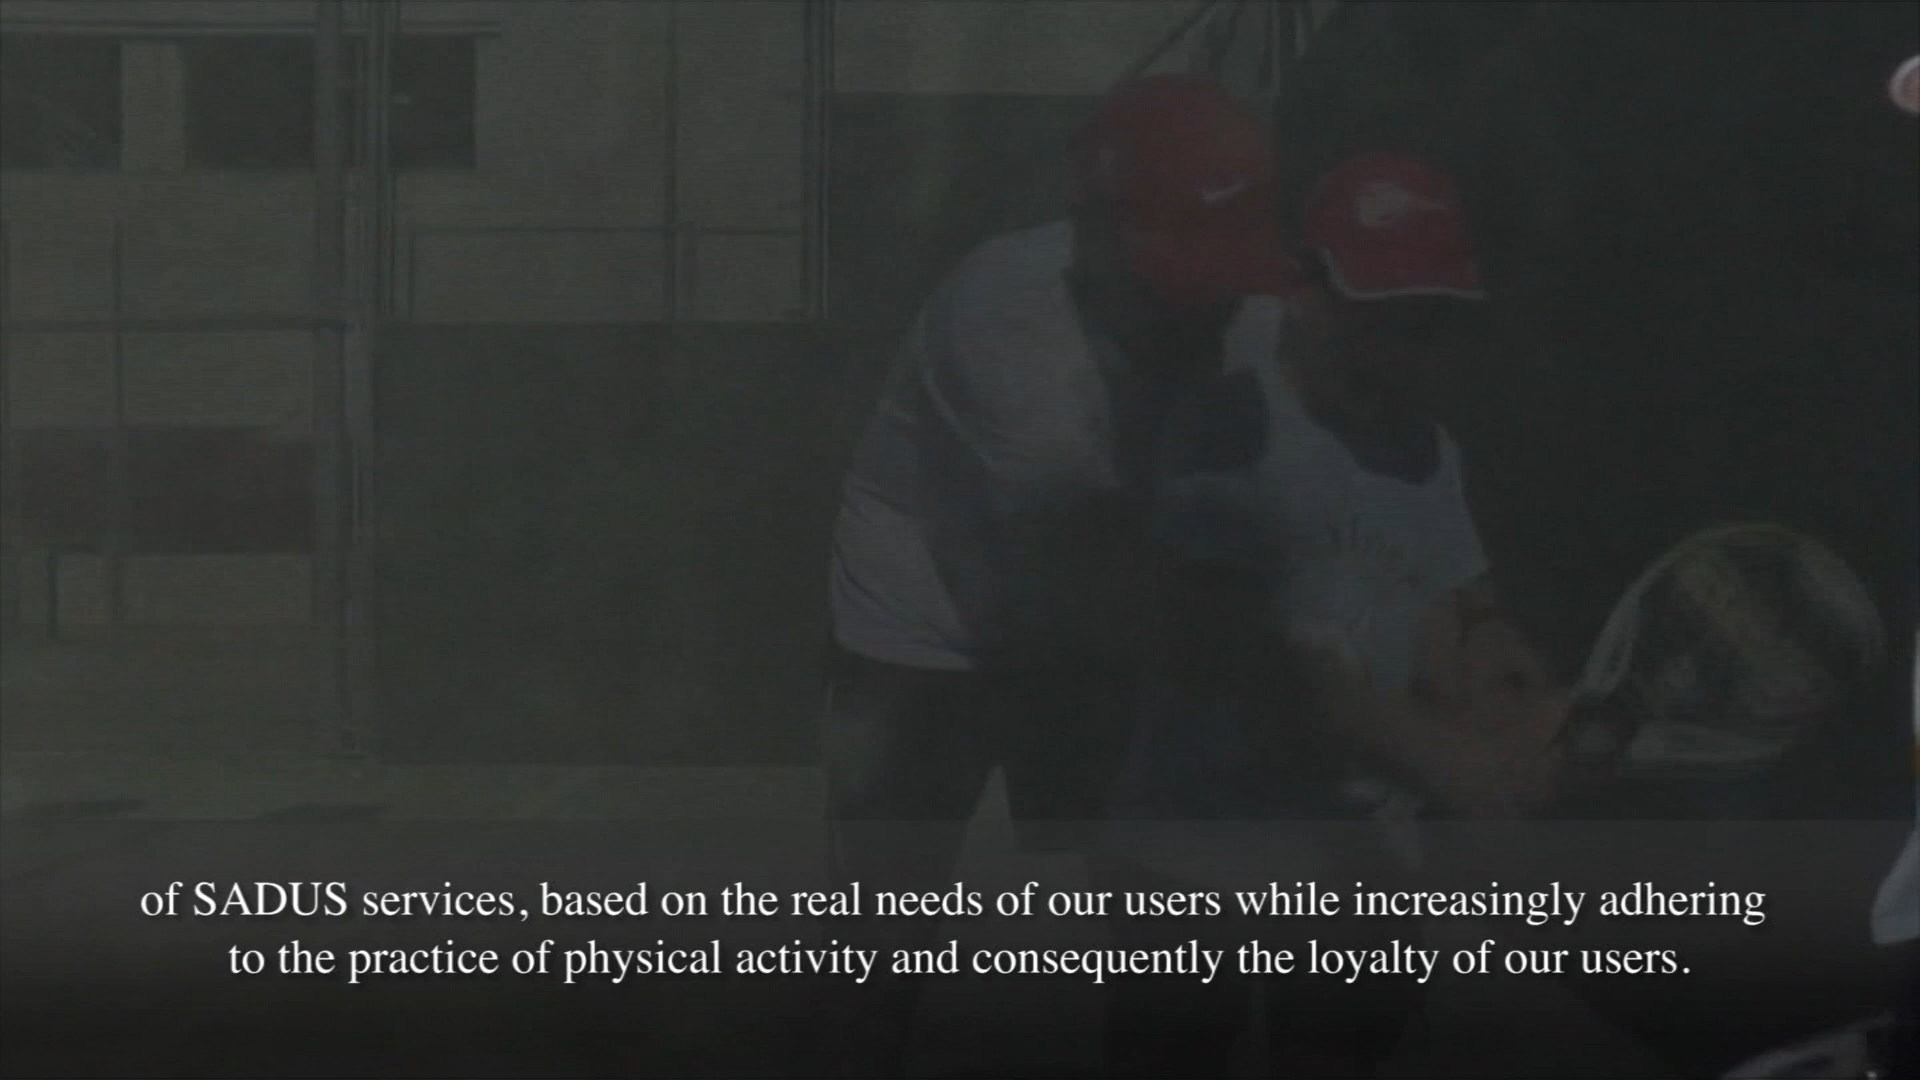 of SADUS services, based on the real needs of our users while increasingly adhering
to the practice of physical activity and consequently the loyalty of our users.